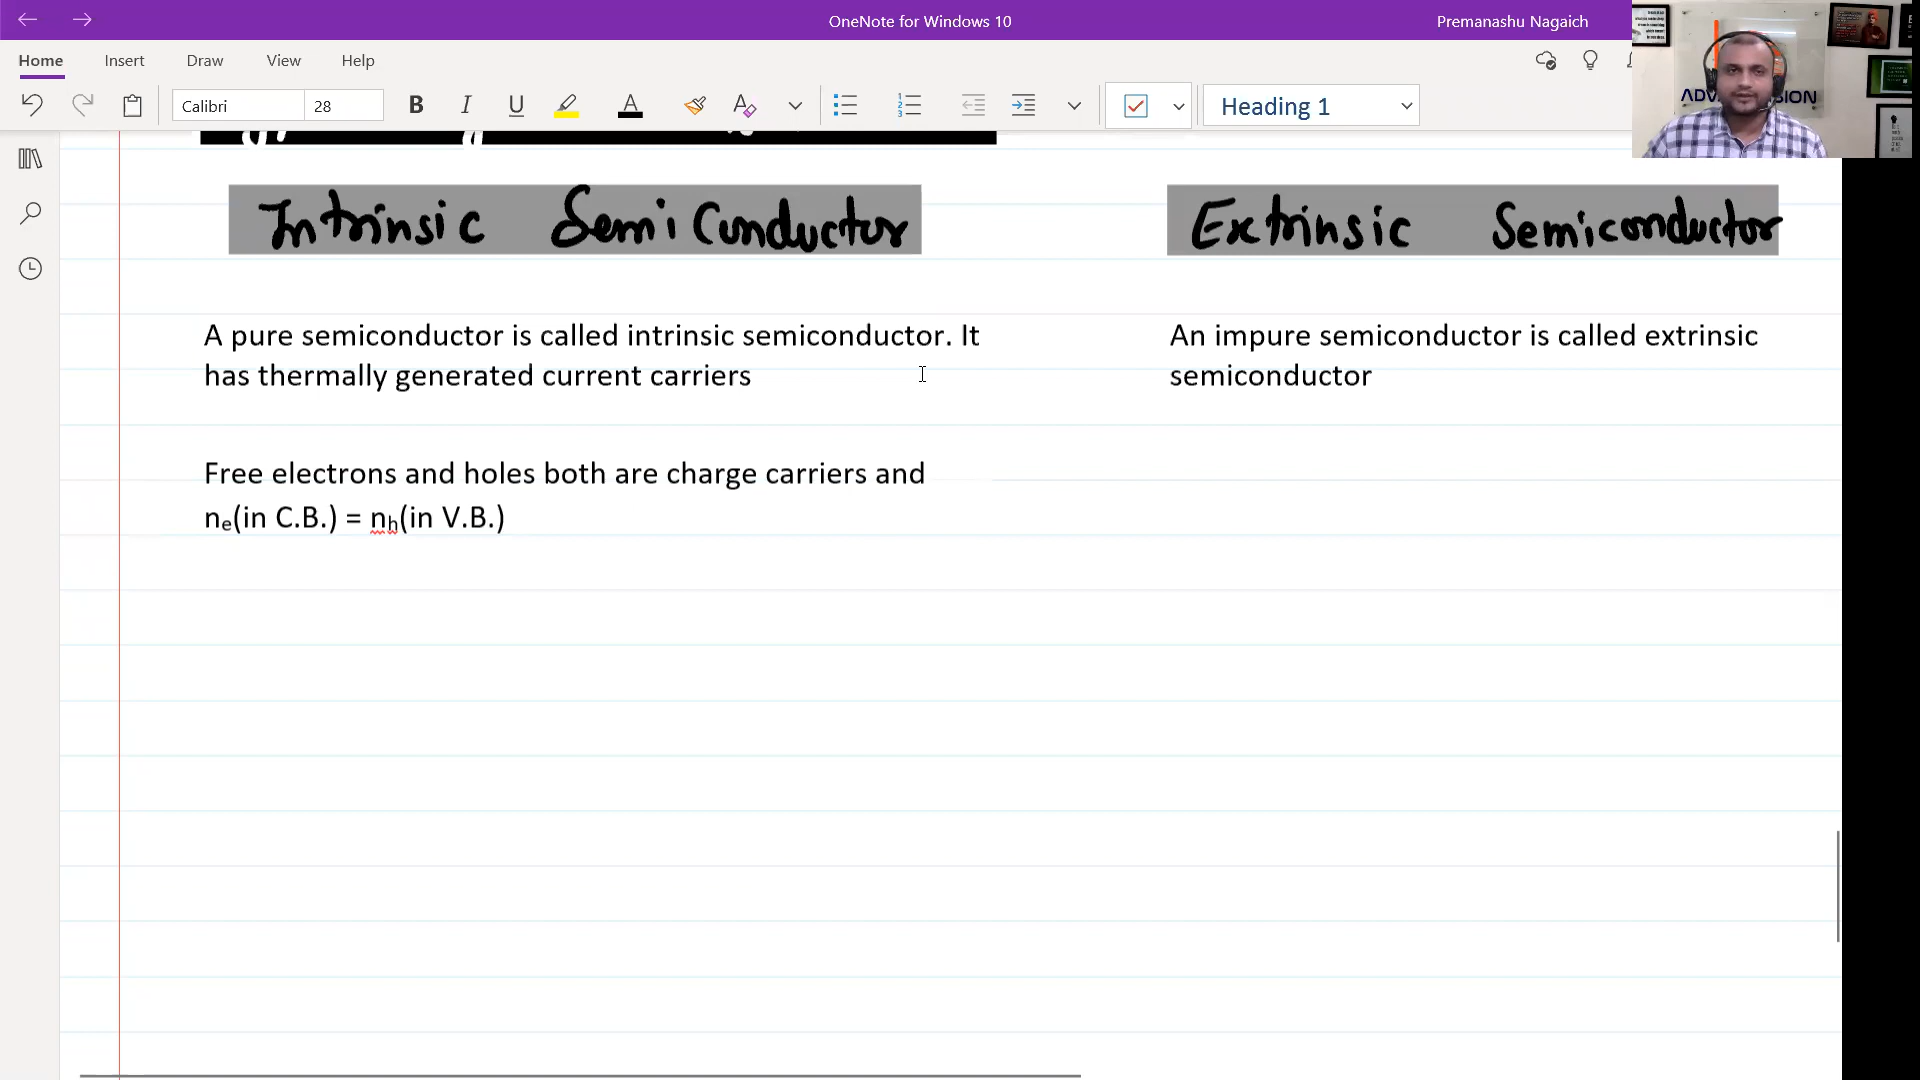 OneNote for Windows 10
Premanashu Nagaich
Home Insert Draw View Help
Calibri 28 B I U A Heading 1
Intrinsic SemiConductor
Extrinsic Semiconductor
A pure semiconductor is called intrinsic semiconductor. It
has thermally generated current carriers
An impure semiconductor is called extrinsic
semiconductor
Free electrons and holes both are charge carriers and
nₑ(in C.B.) = nₕ(in V.B.)